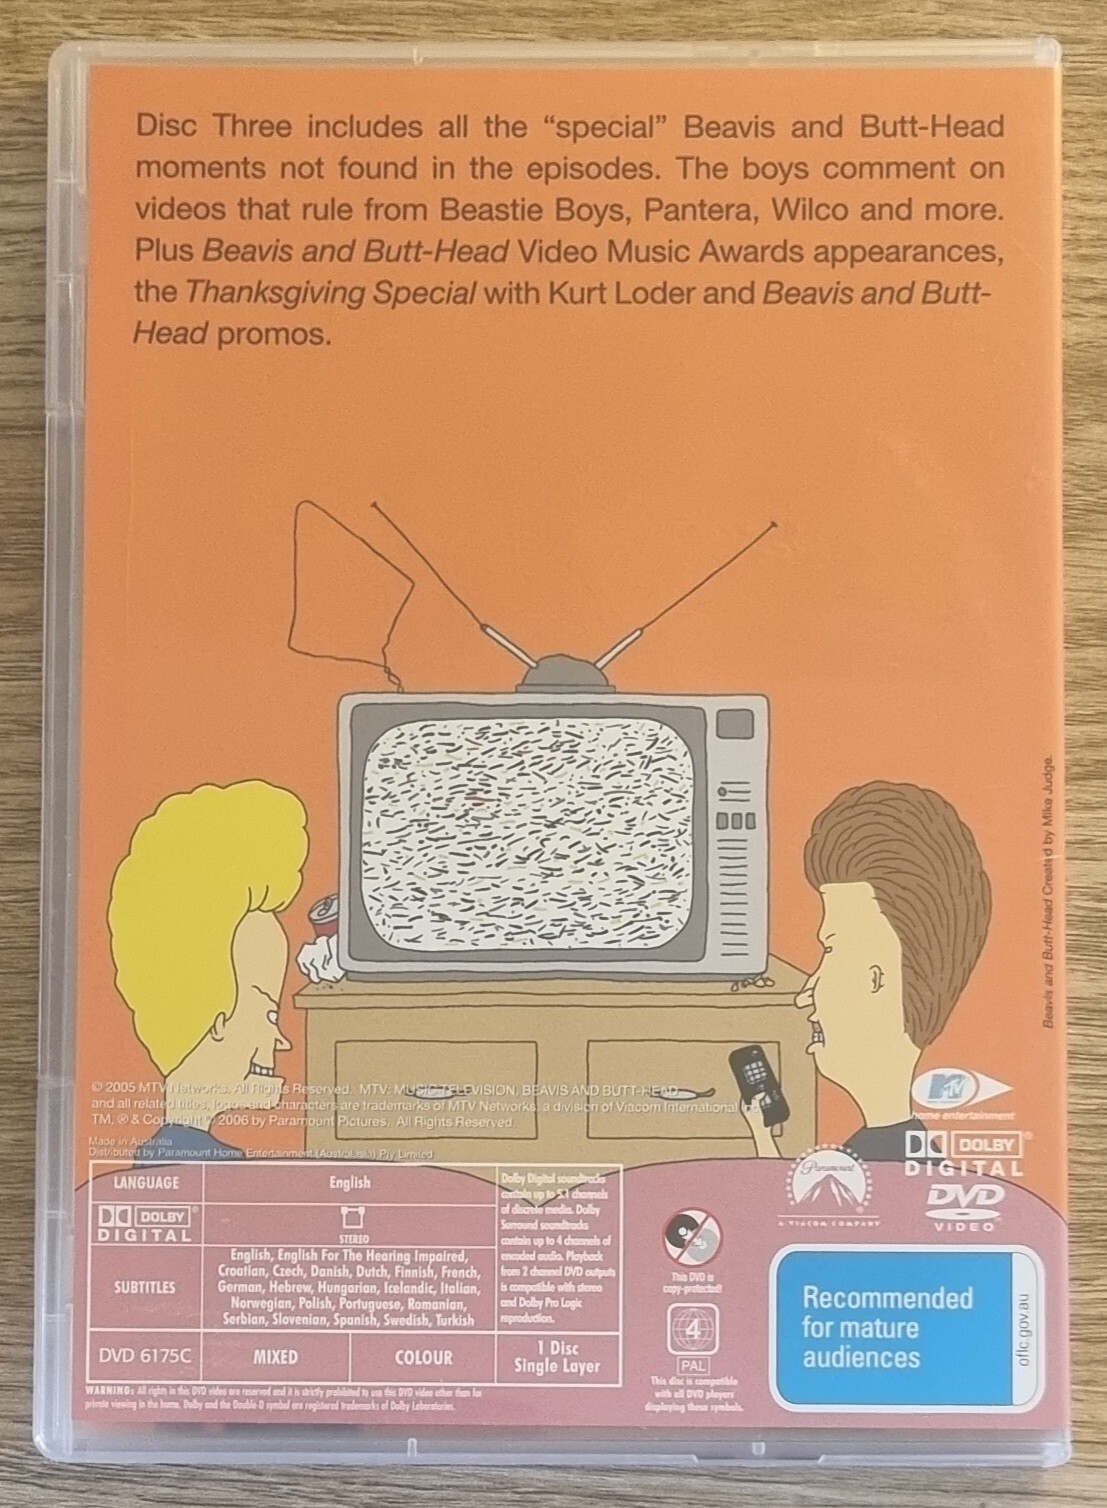 Disc Three includes all the “special” Beavis and Butt-Head
moments not found in the episodes. The boys comment on
videos that rule from Beastie Boys, Pantera, Wilco and more.
Plus Beavis and Butt-Head Video Music Awards appearances,
the Thanksgiving Special with Kurt Loder and Beavis and Butt-
Head promos.
Beavis and Butt-Head Created by Mike Judge.
© 2005 MTV Networks. All Rights Reserved. MTV: MUSIC TELEVISION, BEAVIS AND BUTT-HEAD
and all related titles, logos and characters are trademarks of MTV Networks, a division of Viacom International Inc.
TM, ® & Copyright © 2006 by Paramount Pictures. All Rights Reserved.
Made in Australia
Distributed by Paramount Home Entertainment (Australasia) Pty Limited
MTV
home entertainment
LANGUAGE
English
DOLBY
DIGITAL
STEREO
SUBTITLES
English, English For The Hearing Impaired,
Croatian, Czech, Danish, Dutch, Finnish, French,
German, Hebrew, Hungarian, Icelandic, Italian,
Norwegian, Polish, Portuguese, Romanian,
Serbian, Slovenian, Spanish, Swedish, Turkish
DVD 6175C
MIXED
COLOUR
Dolby Digital soundtracks
contain up to 5.1 channels
of discrete media. Dolby
Surround soundtracks
contain up to 4 channels of
encoded audio. Playback
from 2 channel DVD outputs
is compatible with stereo
and Dolby Pro Logic
reproduction.
1 Disc
Single Layer
WARNING: All rights in this DVD video are reserved and it is strictly prohibited to use this DVD video other than for
private viewing in the home. Dolby and the Double-D symbol are registered trademarks of Dolby Laboratories.
This DVD is
copy-protected!
4
PAL
This disc is compatible
with all DVD players
displaying these symbols.
Paramount
A VIACOM COMPANY
DOLBY
DIGITAL
DVD
VIDEO
Recommended
for mature
audiences
oflc.gov.au